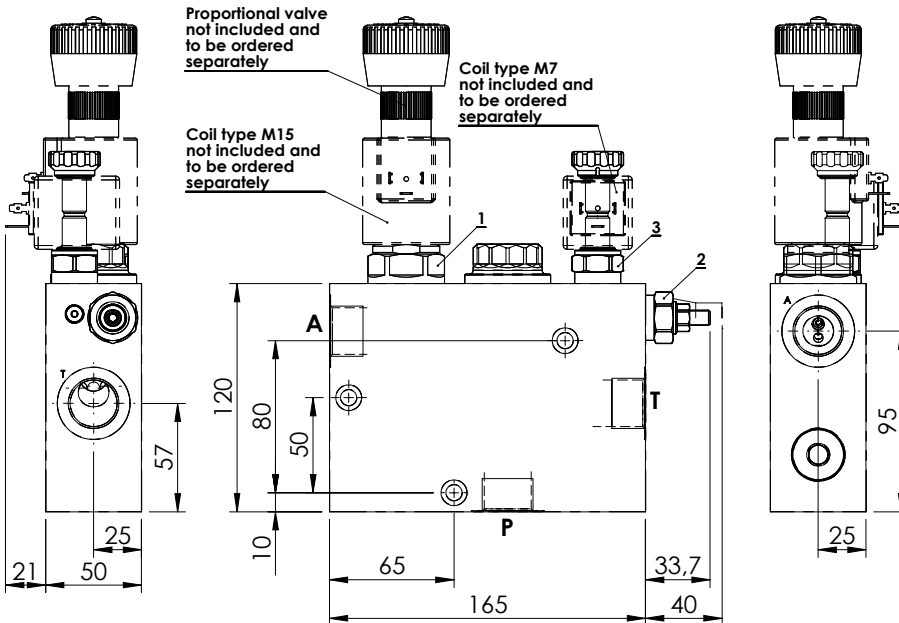 Proportional valve
not included and
to be ordered
separately
Coil type M7
not included and
to be ordered
separately
Coil type M15
not included and
to be ordered
separately
1
3
2
A
T
P
T
A
120
80
50
10
57
25
21
50
65
165
33,7
40
95
25